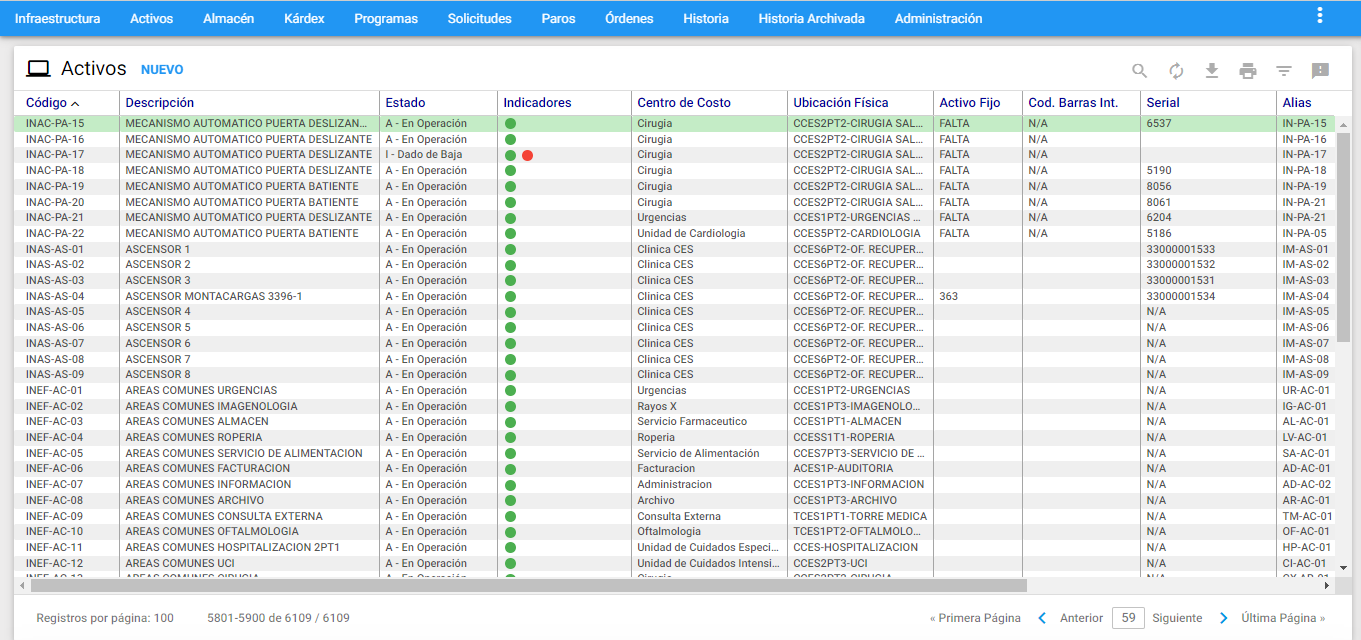 Infraestructura Activos Almacén Kárdex Programas Solicitudes Paros Órdenes Historia Historia Archivada Administración
Activos NUEVO
Código Descripción Estado Indicadores Centro de Costo Ubicación Física Activo Fijo Cod. Barras Int. Serial Alias
INAC-PA-15 MECANISMO AUTOMATICO PUERTA DESLIZAN... A - En Operación Cirugia CCES2PT2-CIRUGIA SAL... FALTA N/A 6537 IN-PA-15
INAC-PA-16 MECANISMO AUTOMATICO PUERTA DESLIZANTE A - En Operación Cirugia CCES2PT2-CIRUGIA SAL... FALTA N/A IN-PA-16
INAC-PA-17 MECANISMO AUTOMATICO PUERTA DESLIZANTE I - Dado de Baja Cirugia CCES2PT2-CIRUGIA SAL... FALTA N/A IN-PA-17
INAC-PA-18 MECANISMO AUTOMATICO PUERTA DESLIZANTE A - En Operación Cirugia CCES2PT2-CIRUGIA SAL... FALTA N/A 5190 IN-PA-18
INAC-PA-19 MECANISMO AUTOMATICO PUERTA BATIENTE A - En Operación Cirugia CCES2PT2-CIRUGIA SAL... FALTA N/A 8056 IN-PA-19
INAC-PA-20 MECANISMO AUTOMATICO PUERTA BATIENTE A - En Operación Cirugia CCES2PT2-CIRUGIA SAL... FALTA N/A 8061 IN-PA-21
INAC-PA-21 MECANISMO AUTOMATICO PUERTA DESLIZANTE A - En Operación Urgencias CCES1PT2-URGENCIAS ... FALTA N/A 6204 IN-PA-21
INAC-PA-22 MECANISMO AUTOMATICO PUERTA BATIENTE A - En Operación Unidad de Cardiologia CCES5PT2-CARDIOLOGIA FALTA N/A 5186 IN-PA-05
INAS-AS-01 ASCENSOR 1 A - En Operación Clinica CES CCES6PT2-OF. RECUPER... 33000001533 IM-AS-01
INAS-AS-02 ASCENSOR 2 A - En Operación Clinica CES CCES6PT2-OF. RECUPER... 33000001532 IM-AS-02
INAS-AS-03 ASCENSOR 3 A - En Operación Clinica CES CCES6PT2-OF. RECUPER... 33000001531 IM-AS-03
INAS-AS-04 ASCENSOR MONTACARGAS 3396-1 A - En Operación Clinica CES CCES6PT2-OF. RECUPER... 363 33000001534 IM-AS-04
INAS-AS-05 ASCENSOR 4 A - En Operación Clinica CES CCES6PT2-OF. RECUPER... N/A IM-AS-05
INAS-AS-06 ASCENSOR 5 A - En Operación Clinica CES CCES6PT2-OF. RECUPER... N/A IM-AS-06
INAS-AS-07 ASCENSOR 6 A - En Operación Clinica CES CCES6PT2-OF. RECUPER... N/A IM-AS-07
INAS-AS-08 ASCENSOR 7 A - En Operación Clinica CES CCES6PT2-OF. RECUPER... N/A IM-AS-08
INAS-AS-09 ASCENSOR 8 A - En Operación Clinica CES CCES6PT2-OF. RECUPER... N/A IM-AS-09
INEF-AC-01 AREAS COMUNES URGENCIAS A - En Operación Urgencias CCES1PT2-URGENCIAS N/A UR-AC-01
INEF-AC-02 AREAS COMUNES IMAGENOLOGIA A - En Operación Rayos X CCES1PT3-IMAGENOLO... N/A IG-AC-01
INEF-AC-03 AREAS COMUNES ALMACEN A - En Operación Servicio Farmaceutico CCES1PT1-ALMACEN N/A AL-AC-01
INEF-AC-04 AREAS COMUNES ROPERIA A - En Operación Roperia CCESS1T1-ROPERIA N/A LV-AC-01
INEF-AC-05 AREAS COMUNES SERVICIO DE ALIMENTACION A - En Operación Servicio de Alimentación CCES7PT3-SERVICIO DE ... N/A SA-AC-01
INEF-AC-06 AREAS COMUNES FACTURACION A - En Operación Facturacion ACES1P-AUDITORIA N/A AD-AC-01
INEF-AC-07 AREAS COMUNES INFORMACION A - En Operación Administracion CCES1PT3-INFORMACION N/A AD-AC-02
INEF-AC-08 AREAS COMUNES ARCHIVO A - En Operación Archivo CCES1PT3-ARCHIVO N/A AR-AC-01
INEF-AC-09 AREAS COMUNES CONSULTA EXTERNA A - En Operación Consulta Externa TCES1PT1-TORRE MEDICA N/A TM-AC-01
INEF-AC-10 AREAS COMUNES OFTALMOLOGIA A - En Operación Oftalmologia TCES1PT2-OFTALMOLO... N/A OF-AC-01
INEF-AC-11 AREAS COMUNES HOSPITALIZACION 2PT1 A - En Operación Unidad de Cuidados Especi... CCES-HOSPITALIZACION N/A HP-AC-01
INEF-AC-12 AREAS COMUNES UCI A - En Operación Unidad de Cuidados Intensi... CCES2PT3-UCI N/A CI-AC-01
Registros por página: 100 5801-5900 de 6109 / 6109 « Primera Página Anterior 59 Siguiente Última Página »